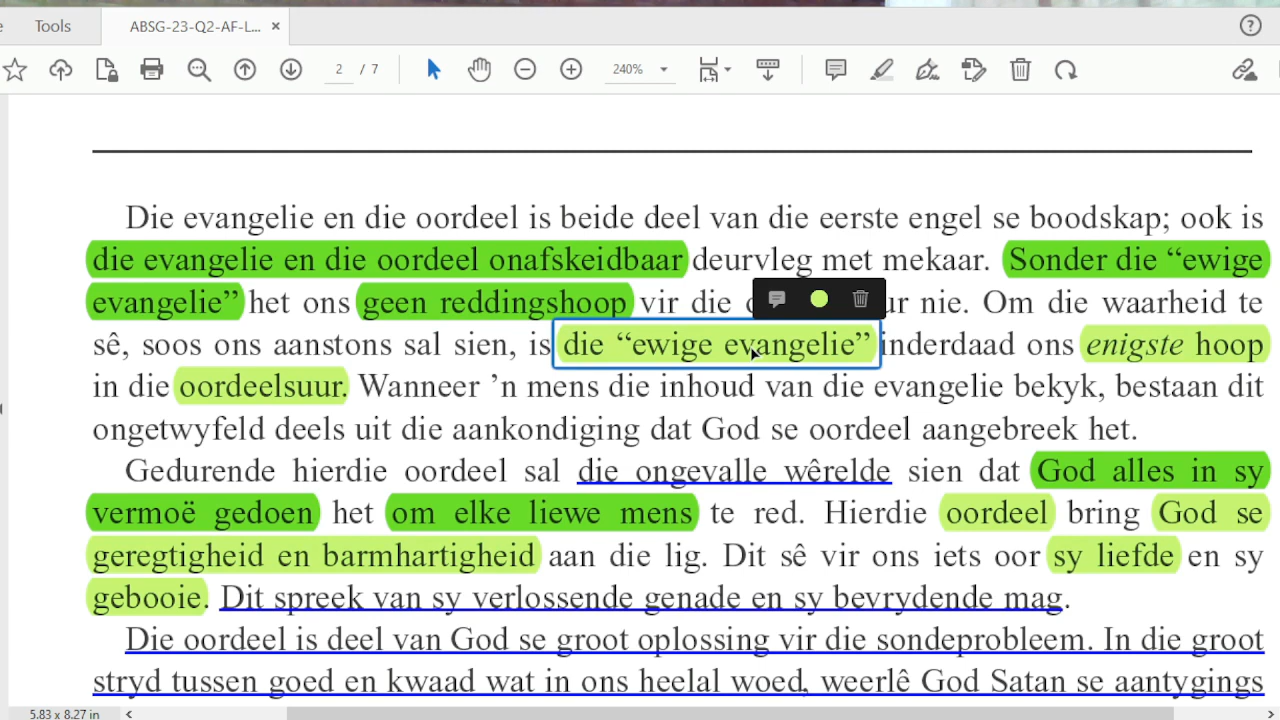 Tools ABSG-23-Q2-AF-L... ×
2 / 7 240%
Die evangelie en die oordeel is beide deel van die eerste engel se boodskap; ook is
die evangelie en die oordeel onafskeidbaar deurvleg met mekaar. Sonder die “ewige
evangelie” het ons geen reddingshoop vir die nie. Om die waarheid te
sê, soos ons aanstons sal sien, is die “ewige evangelie” inderdaad ons enigste hoop
in die oordeelsuur. Wanneer ’n mens die inhoud van die evangelie bekyk, bestaan dit
ongetwyfeld deels uit die aankondiging dat God se oordeel aangebreek het.
Gedurende hierdie oordeel sal die ongevalle wêrelde sien dat God alles in sy
vermoë gedoen het om elke liewe mens te red. Hierdie oordeel bring God se
geregtigheid en barmhartigheid aan die lig. Dit sê vir ons iets oor sy liefde en sy
gebooie. Dit spreek van sy verlossende genade en sy bevrydende mag.
Die oordeel is deel van God se groot oplossing vir die sondeprobleem. In die groot
stryd tussen goed en kwaad wat in ons heelal woed, weerlê God Satan se aantygings
5.83 x 8.27 in